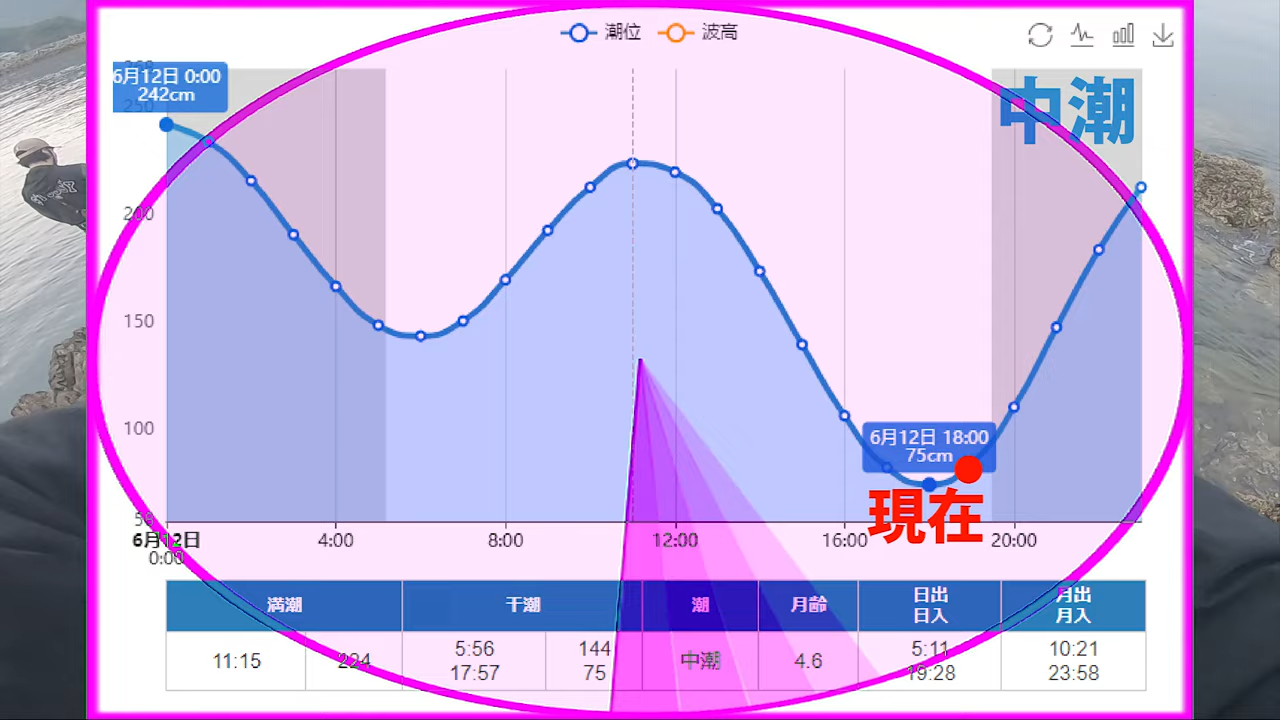 潮位 波高
6月12日 0:00
242cm
中潮
250
200
150
100
6月12日 18:00
75cm
現在
6月12日
0:00
4:00
8:00
12:00
16:00
20:00
満潮 干潮 潮 月齢 日出 日入 月出 月入
11:15 224 5:56 144 中潮 4.6 5:11 10:21
17:57 75 19:28 23:58